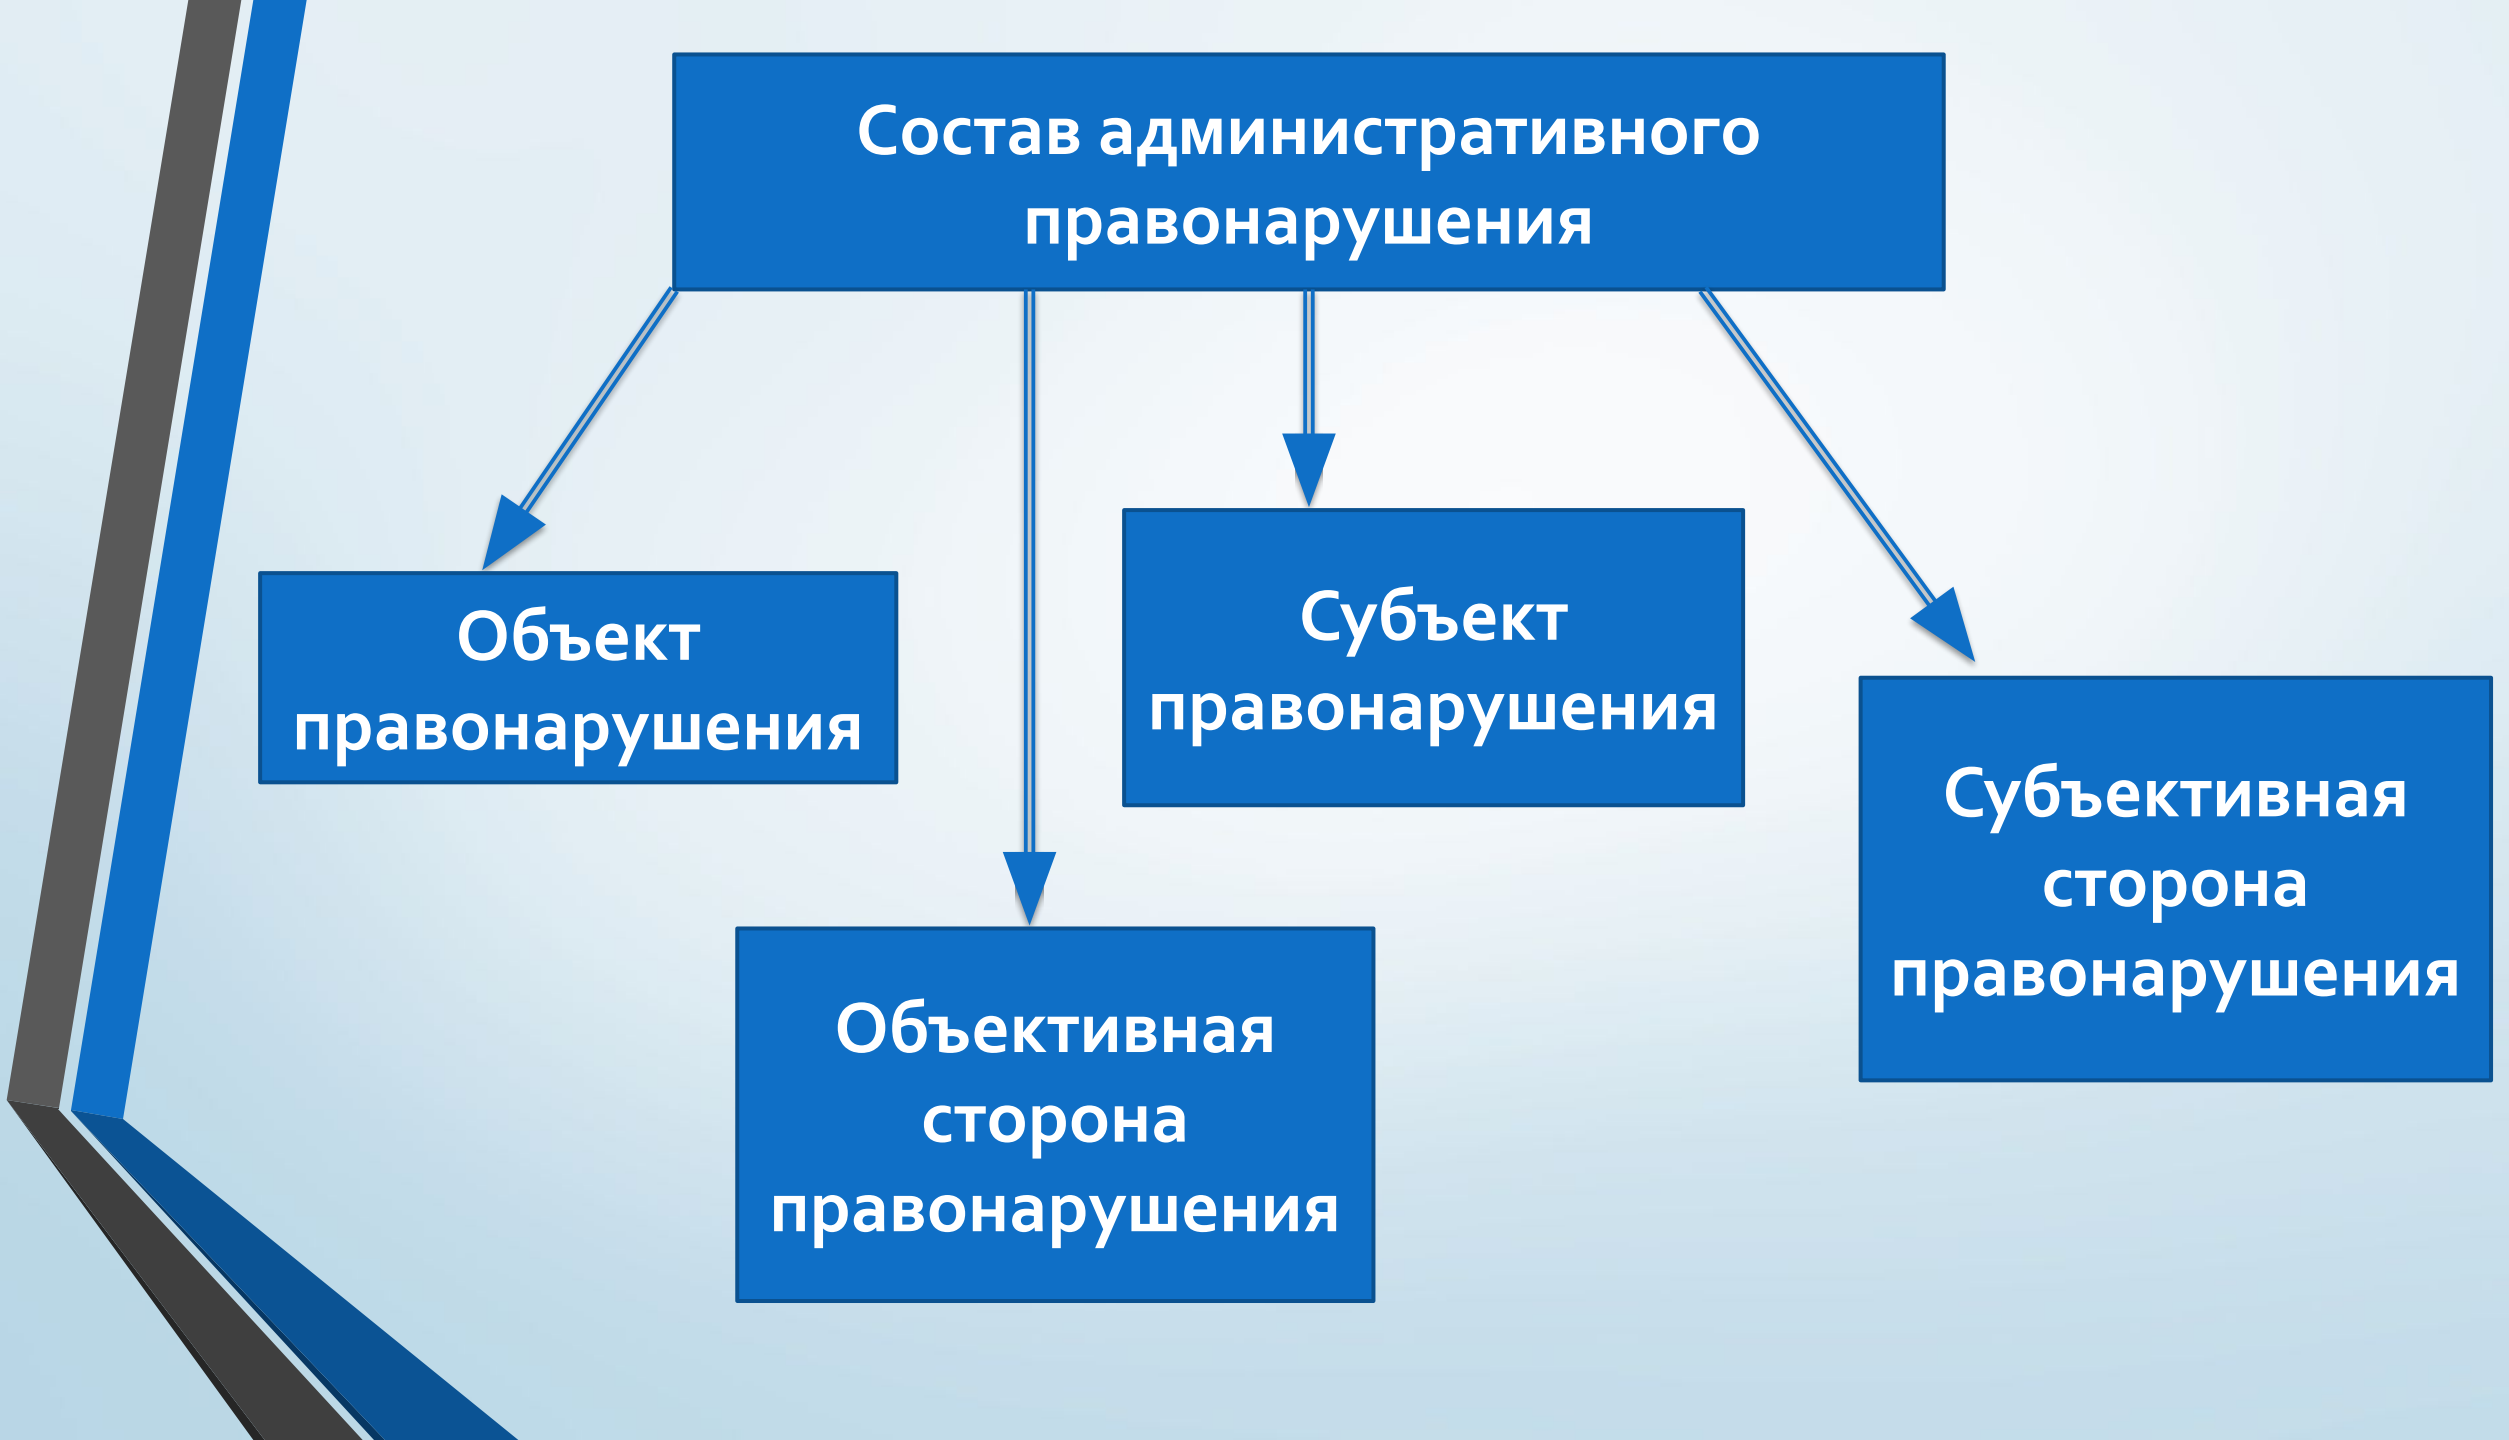 Состав административного
правонарушения
Объект
правонарушения
Субъект
правонарушения
Субъективная
сторона
правонарушения
Объективная
сторона
правонарушения